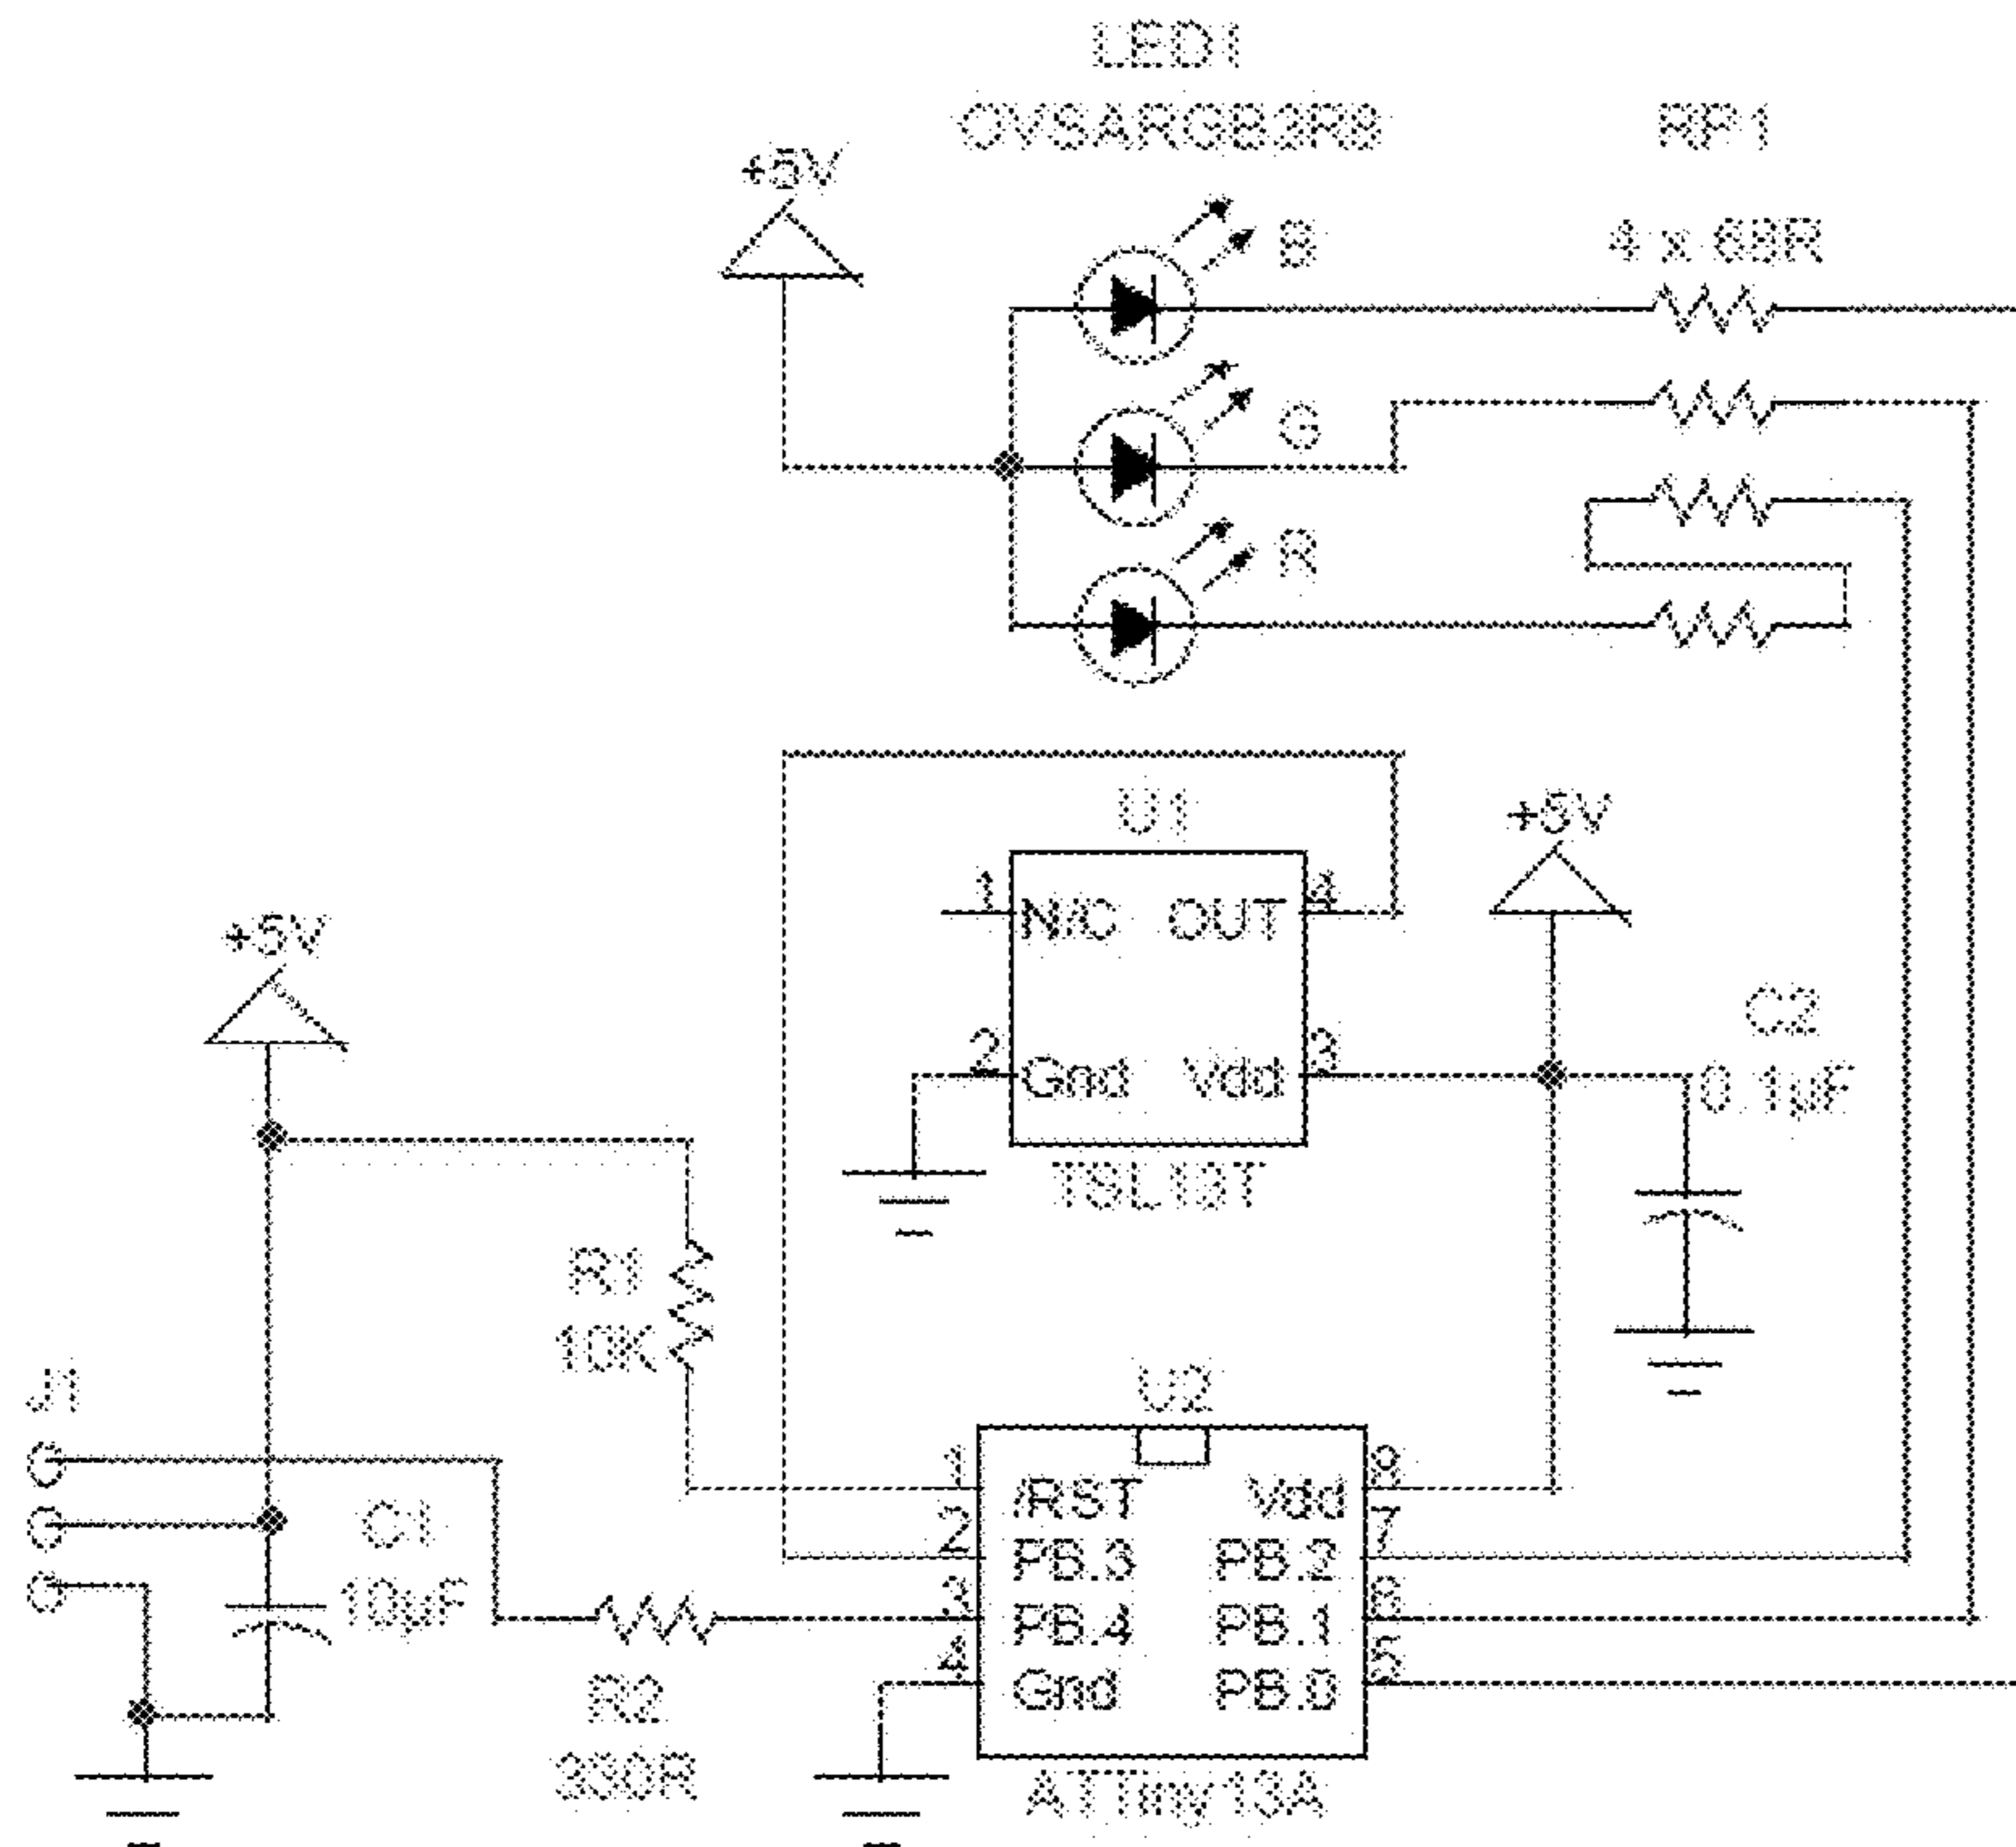 LED1
OVSARGB3R8
RP1
+5V
B
4 x 68R
G
R
U1
+5V
1
N/C
OUT
4
+5V
C2
2
Gnd
Vdd
3
0.1µF
TSL13T
R1
10K
J1
U2
1
/RST
Vdd
8
C1
2
PB.3
PB.2
7
10µF
3
PB.4
PB.1
6
4
Gnd
PB.0
5
R2
330R
ATTiny13A